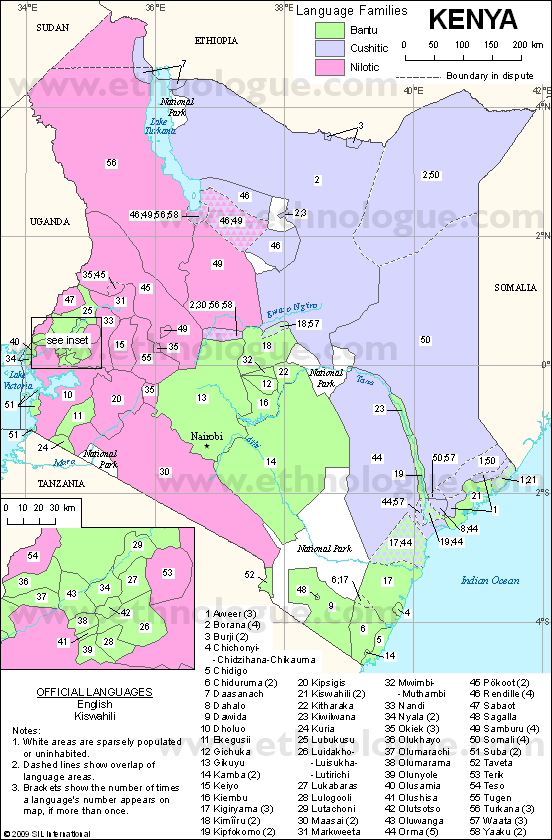 34°E
36°E
Language Families
Bantu
Cushitic
Nilotic
KENYA
0 50 100 150 200 km
Boundary in dispute
SUDAN
ETHIOPIA
www.ethnologue.com
40°E
42°E
4°N
7
National
Park
Lake
Turkana
3
56
2
2;50
46
2;3
46;49;56;58
46;49
UGANDA
46
2°N
49
35;45
45
SOMALIA
47
31
2;30;56;58
25
33
49
Ewaso Ngiro
18;57
40
see inset
15
35
18
50
www.ethnologue.com
34
55
32
22
National
Park
0°
Lake
Victoria
12
Tana
10
20
35
13
16
23
51
11
Nairobi
Athi
51
24
National
Park
14
44
19
50;57
1;50
Mara
30
1;21
21
TANZANIA
www.ethnologue.com
44;57
1
2°S
0 10 20 30 km
8;44
17;44
19;44
National Park
29
54
52
6;17
17
53
48
9
Indian Ocean
36
37
43
27
www.ethnologue.com
42
38
26
4
4°S
41
39
28
6
5
14
34°E
36°E
38°E
OFFICIAL LANGUAGES
English
Kiswahili
Notes:
1. White areas are sparsely populated
or uninhabited.
2. Dashed lines show overlap of
language areas.
3. Brackets show the number of times
a language's number appears on
map, if more than once.
© 2009 SIL International
1 Aweer (3)
2 Borana (4)
3 Burji (2)
4 Chichonyi-
-Chidzihana-Chikauma
5 Chidigo
6 Chiduruma (2)
7 Daasanach
8 Dahalo
9 Dawida
10 Dholuo
11 Ekegusii
12 Gichuka
13 Gikuyu
14 Kamba (2)
15 Keiyo
16 Kiembu
17 Kigiryama (3)
18 Kimîîru (2)
19 Kipfokomo (2)
20 Kipsigis
21 Kiswahili (2)
22 Kitharaka
23 Kiwilwana
24 Kuria
25 Lubukusu
26 Luidakho-
-Luisukha-
-Lutirichi
27 Lukabaras
28 Lulogooli
29 Lutachoni
30 Maasai (2)
31 Markweeta
32 Mwimbi-
-Muthambi
33 Nandi
34 Nyala (2)
35 Okiek (3)
36 Olukhayo
37 Olumarachi
38 Olumarama
39 Olunyole
40 Olusamia
41 Olushisa
42 Olutsotso
43 Oluwanga
44 Orma (5)
45 Pökoot (2)
46 Rendille (4)
47 Sabaot
48 Sagalla
49 Samburu (4)
50 Somali (4)
51 Suba (2)
52 Taveta
53 Terik
54 Teso
55 Tugen
56 Turkana (3)
57 Waata (3)
58 Yaaku (2)
www.ethnologue.com